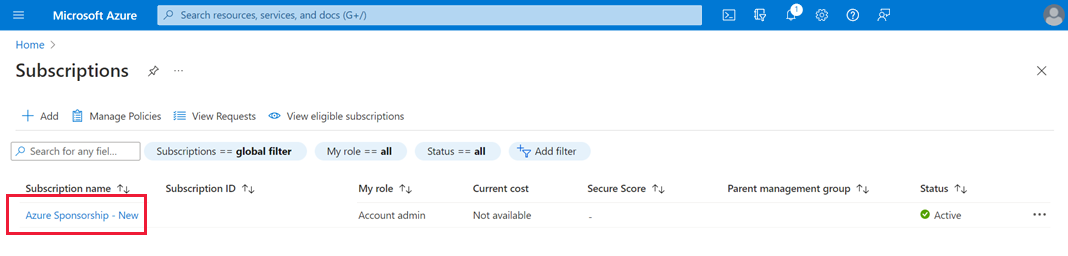 Microsoft Azure Search resources, services, and docs (G+/) 1
Home >
Subscriptions ...
+ Add Manage Policies View Requests View eligible subscriptions
Search for any fiel... Subscriptions == global filter My role == all Status == all Add filter
Subscription name ↑↓ Subscription ID ↑↓ My role ↑↓ Current cost Secure Score ↑↓ Parent management group ↑↓ Status ↑↓
Azure Sponsorship - New Account admin Not available - Active ...